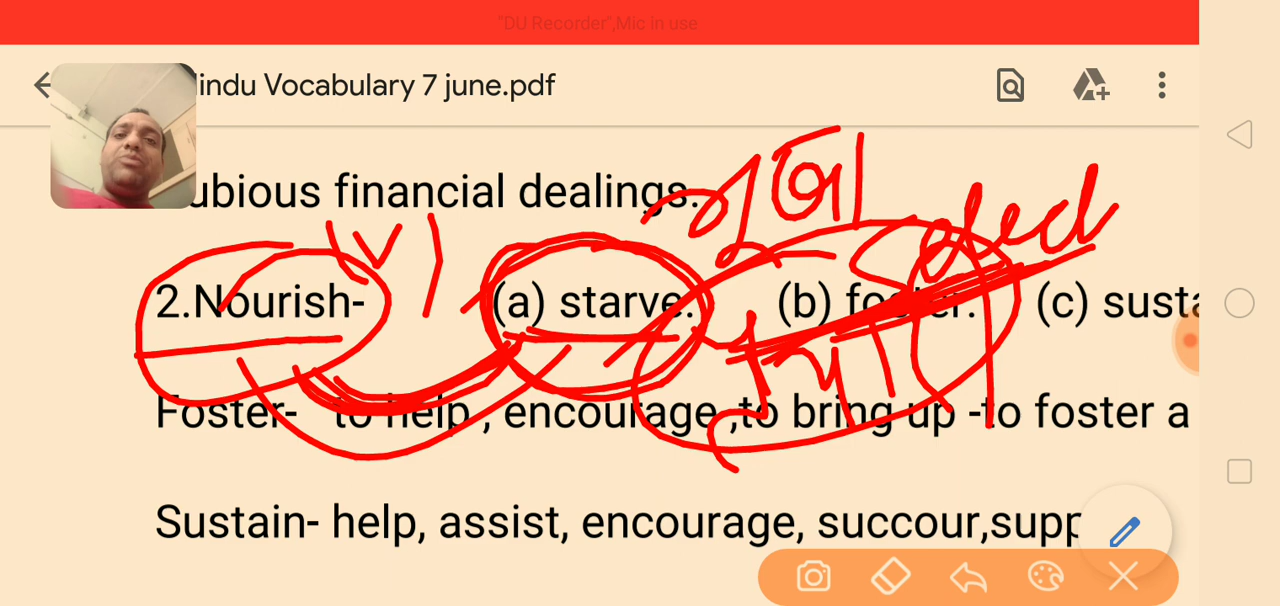 "DU Recorder",Mic in use
indu Vocabulary 7 june.pdf
ubious financial dealings.
(v)
2.Nourish- (a) starve. (b) foster. (c) susta
Foster- to help , encourage ,to bring up -to foster a
Sustain- help, assist, encourage, succour,supp